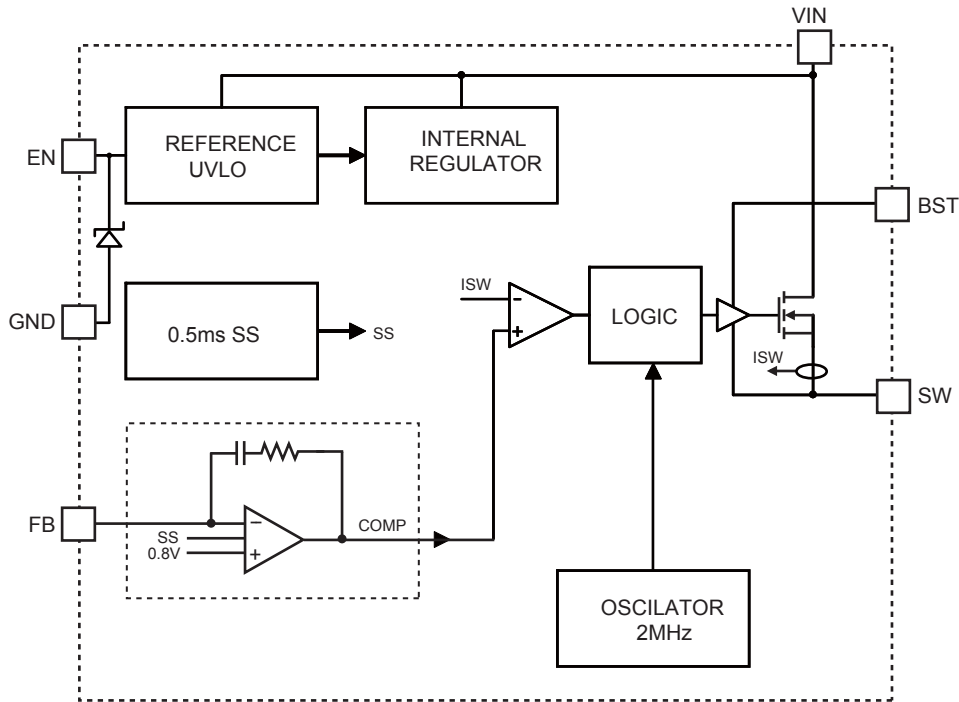 VIN
EN
REFERENCE
UVLO
INTERNAL
REGULATOR
BST
GND
0.5ms SS
SS
ISW
-
+
LOGIC
ISW
SW
FB
SS
0.8V
-
+
COMP
OSCILATOR
2MHz